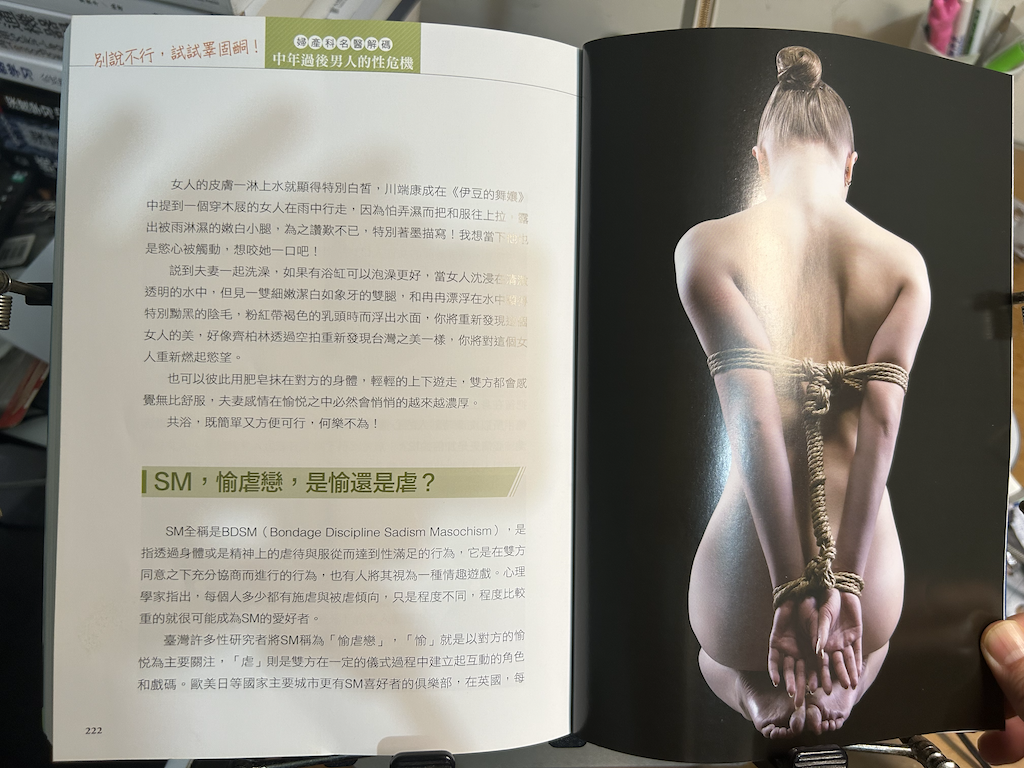 別說不行，試試睪固酮！
婦產科名醫解碼
中年過後男人的性危機
女人的皮膚一淋上水就顯得特別白皙，川端康成在《伊豆的舞孃》
中提到一個穿木屐的女人在雨中行走，因為怕弄濕而把和服往上拉，露
出被雨淋濕的嫩白小腿，為之讚歎不已，特別著墨描寫！我想當下
是慾心被觸動，想咬她一口吧！
說到夫妻一起洗澡，如果有浴缸可以泡澡更好，當女人沈浸在
透明的水中，但見一雙細嫩潔白如象牙的雙腿，和冉冉漂浮在水中
特別黝黑的陰毛，粉紅帶褐色的乳頭時而浮出水面，你將重新發現這個
女人的美，好像齊柏林透過空拍重新發現台灣之美一樣，你將對這個女
人重新燃起慾望。
也可以彼此用肥皂抹在對方的身體，輕輕的上下遊走，雙方都會感
覺無比舒服，夫妻感情在愉悅之中必然會悄悄的越來越濃厚。
共浴，既簡單又方便可行，何樂不為！
SM，愉虐戀，是愉還是虐？
SM全稱是BDSM（Bondage Discipline Sadism Masochism），是
指透過身體或是精神上的虐待與服從而達到性滿足的行為，它是在雙方
同意之下充分協商而進行的行為，也有人將其視為一種情趣遊戲。心理
學家指出，每個人多少都有施虐與被虐傾向，只是程度不同，程度比較
重的就很可能成為SM的愛好者。
臺灣許多性研究者將SM稱為「愉虐戀」，「愉」就是以對方的愉
悅為主要關注，「虐」則是雙方在一定的儀式過程中建立起互動的角色
和戲碼。歐美日等國家主要城市更有SM喜好者的俱樂部，在英國，每
222